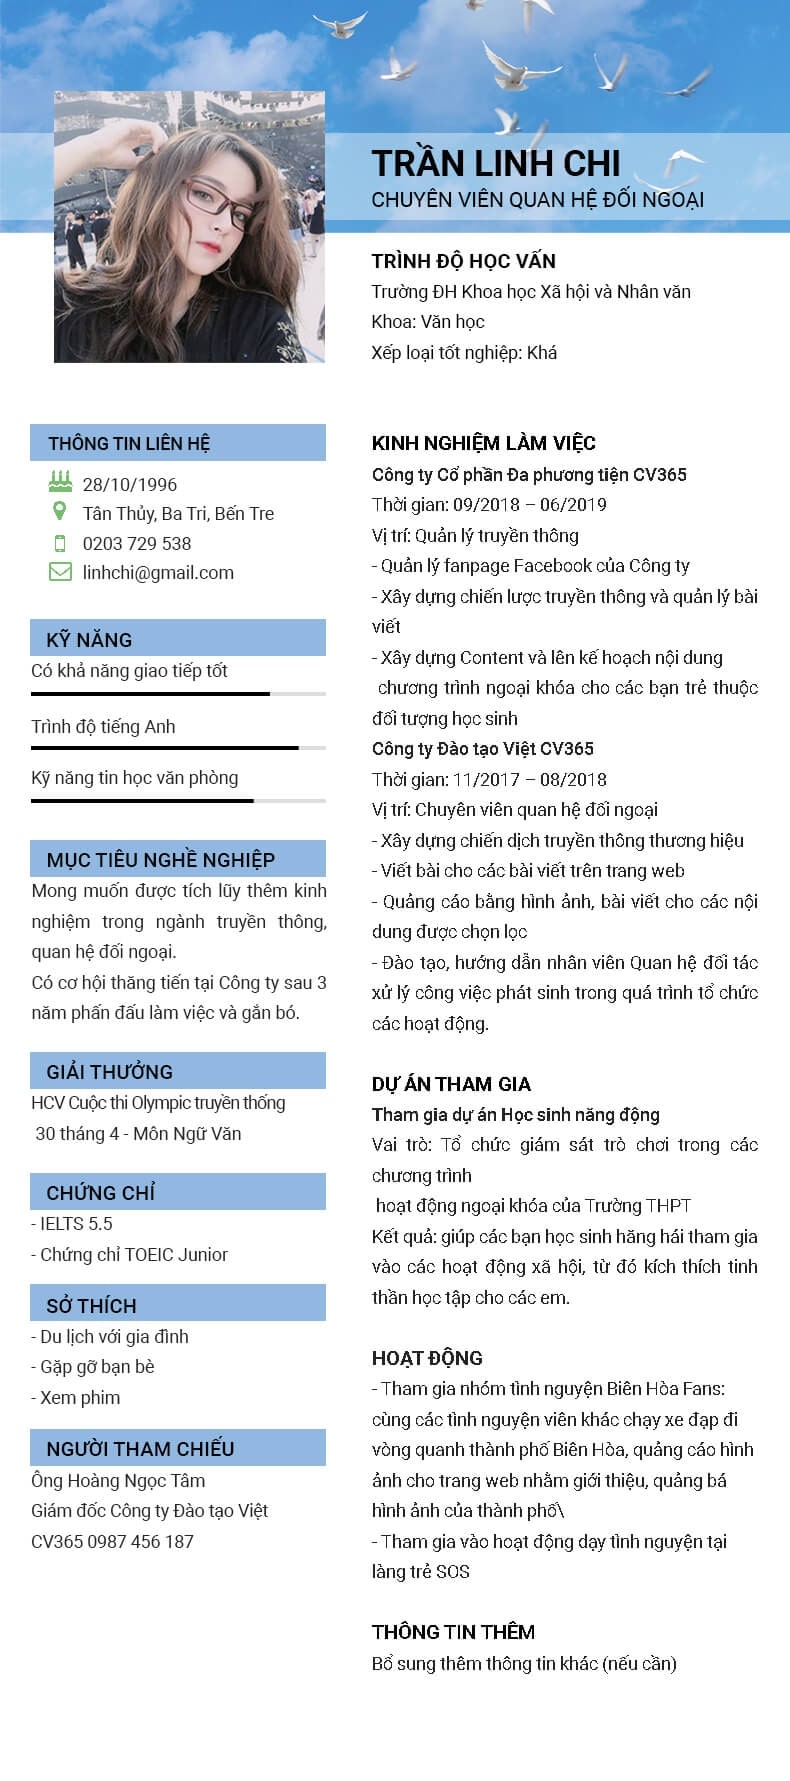 TRẦN LINH CHI
CHUYÊN VIÊN QUAN HỆ ĐỐI NGOẠI
TRÌNH ĐỘ HỌC VẤN
Trường ĐH Khoa học Xã hội và Nhân văn
Khoa: Văn học
Xếp loại tốt nghiệp: Khá
THÔNG TIN LIÊN HỆ
28/10/1996
Tân Thủy, Ba Tri, Bến Tre
0203 729 538
linhchi@gmail.com
KỸ NĂNG
Có khả năng giao tiếp tốt
Trình độ tiếng Anh
Kỹ năng tin học văn phòng
MỤC TIÊU NGHỀ NGHIỆP
Mong muốn được tích lũy thêm kinh
nghiệm trong ngành truyền thông,
quan hệ đối ngoại.
Có cơ hội thăng tiến tại Công ty sau 3
năm phấn đấu làm việc và gắn bó.
GIẢI THƯỞNG
HCV Cuộc thi Olympic truyền thống
30 tháng 4 - Môn Ngữ Văn
CHỨNG CHỈ
- IELTS 5.5
- Chứng chỉ TOEIC Junior
SỞ THÍCH
- Du lịch với gia đình
- Gặp gỡ bạn bè
- Xem phim
NGƯỜI THAM CHIẾU
Ông Hoàng Ngọc Tâm
Giám đốc Công ty Đào tạo Việt
CV365 0987 456 187
KINH NGHIỆM LÀM VIỆC
Công ty Cổ phần Đa phương tiện CV365
Thời gian: 09/2018 – 06/2019
Vị trí: Quản lý truyền thông
- Quản lý fanpage Facebook của Công ty
- Xây dựng chiến lược truyền thông và quản lý bài
viết
- Xây dựng Content và lên kế hoạch nội dung
chương trình ngoại khóa cho các bạn trẻ thuộc
đối tượng học sinh
Công ty Đào tạo Việt CV365
Thời gian: 11/2017 – 08/2018
Vị trí: Chuyên viên quan hệ đối ngoại
- Xây dựng chiến dịch truyền thông thương hiệu
- Viết bài cho các bài viết trên trang web
- Quảng cáo bằng hình ảnh, bài viết cho các nội
dung được chọn lọc
- Đào tạo, hướng dẫn nhân viên Quan hệ đối tác
xử lý công việc phát sinh trong quá trình tổ chức
các hoạt động.
DỰ ÁN THAM GIA
Tham gia dự án Học sinh năng động
Vai trò: Tổ chức giám sát trò chơi trong các
chương trình
hoạt động ngoại khóa của Trường THPT
Kết quả: giúp các bạn học sinh hăng hái tham gia
vào các hoạt động xã hội, từ đó kích thích tinh
thần học tập cho các em.
HOẠT ĐỘNG
- Tham gia nhóm tình nguyện Biên Hòa Fans:
cùng các tình nguyện viên khác chạy xe đạp đi
vòng quanh thành phố Biên Hòa, quảng cáo hình
ảnh cho trang web nhằm giới thiệu, quảng bá
hình ảnh của thành phố\
- Tham gia vào hoạt động dạy tình nguyện tại
làng trẻ SOS
THÔNG TIN THÊM
Bổ sung thêm thông tin khác (nếu cần)